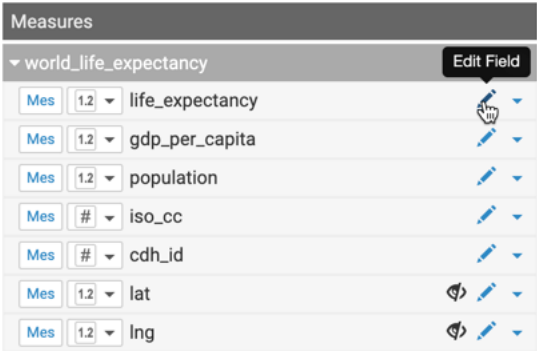 Measures
world_life_expectancy
Edit Field
Mes 1.2 life_expectancy
Mes 1.2 gdp_per_capita
Mes 1.2 population
Mes # iso_cc
Mes # cdh_id
Mes 1.2 lat
Mes 1.2 lng